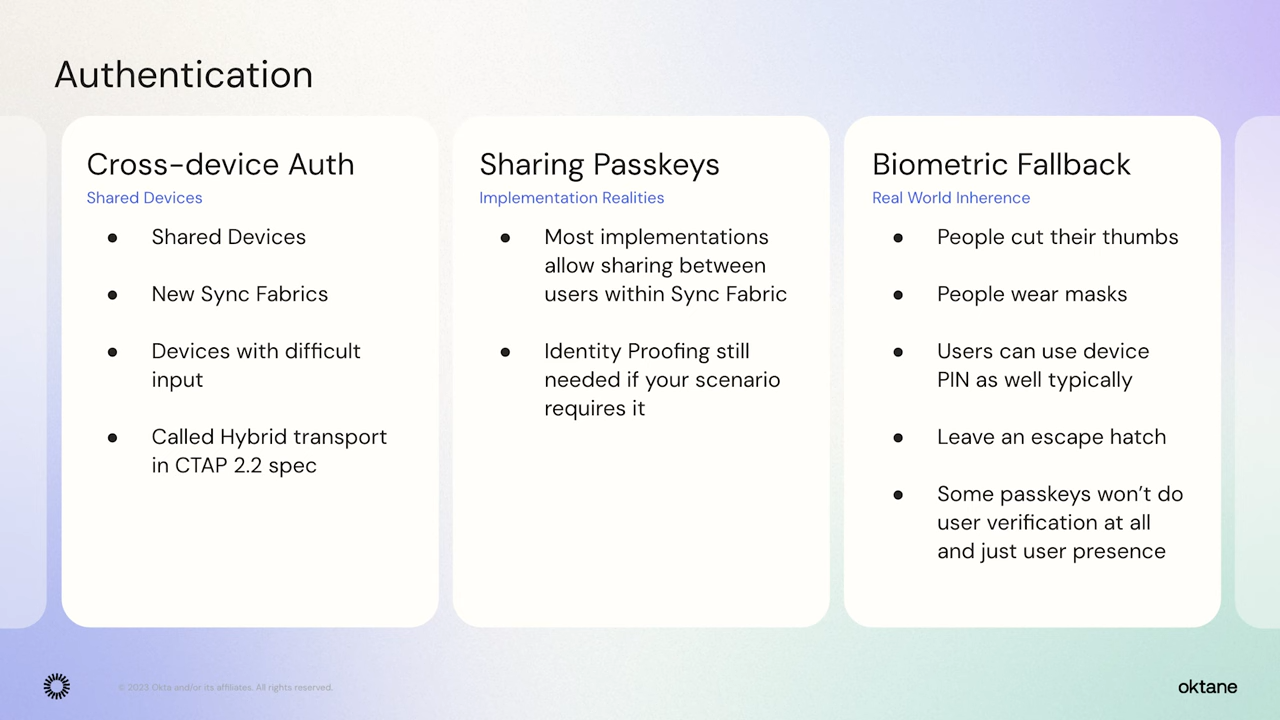 Authentication
Cross-device Auth
Shared Devices
● Shared Devices
● New Sync Fabrics
● Devices with difficult
input
● Called Hybrid transport
in CTAP 2.2 spec
Sharing Passkeys
Implementation Realities
● Most implementations
allow sharing between
users within Sync Fabric
● Identity Proofing still
needed if your scenario
requires it
Biometric Fallback
Real World Inherence
● People cut their thumbs
● People wear masks
● Users can use device
PIN as well typically
● Leave an escape hatch
● Some passkeys won’t do
user verification at all
and just user presence
© 2023 Okta and/or its affiliates. All rights reserved.
oktane